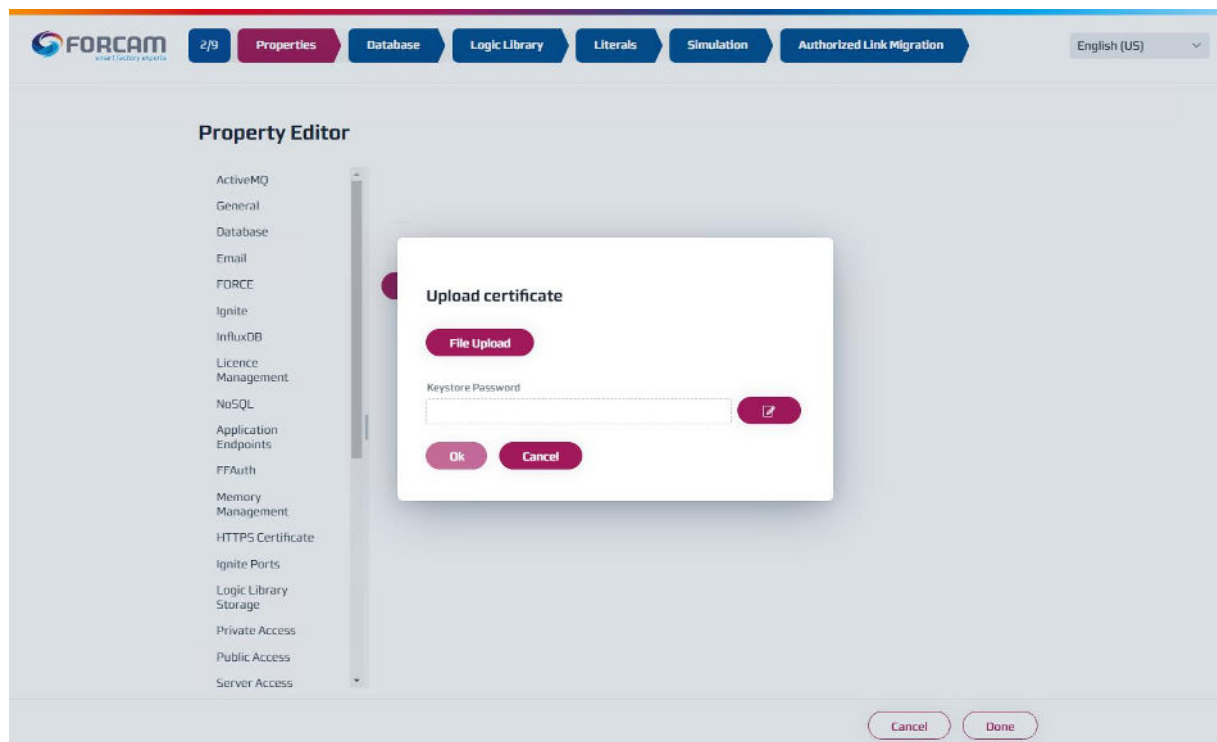 FORCAM
smart factory experts
2/9
Properties
Database
Logic Library
Literals
Simulation
Authorized Link Migration
English (US)
Property Editor
ActiveMQ
General
Database
Email
FORCE
Ignite
InfluxDB
Licence
Management
NoSQL
Application
Endpoints
FFAuth
Memory
Management
HTTPS Certificate
Ignite Ports
Logic Library
Storage
Private Access
Public Access
Server Access
Upload certificate
File Upload
Keystore Password
Ok
Cancel
Cancel
Done